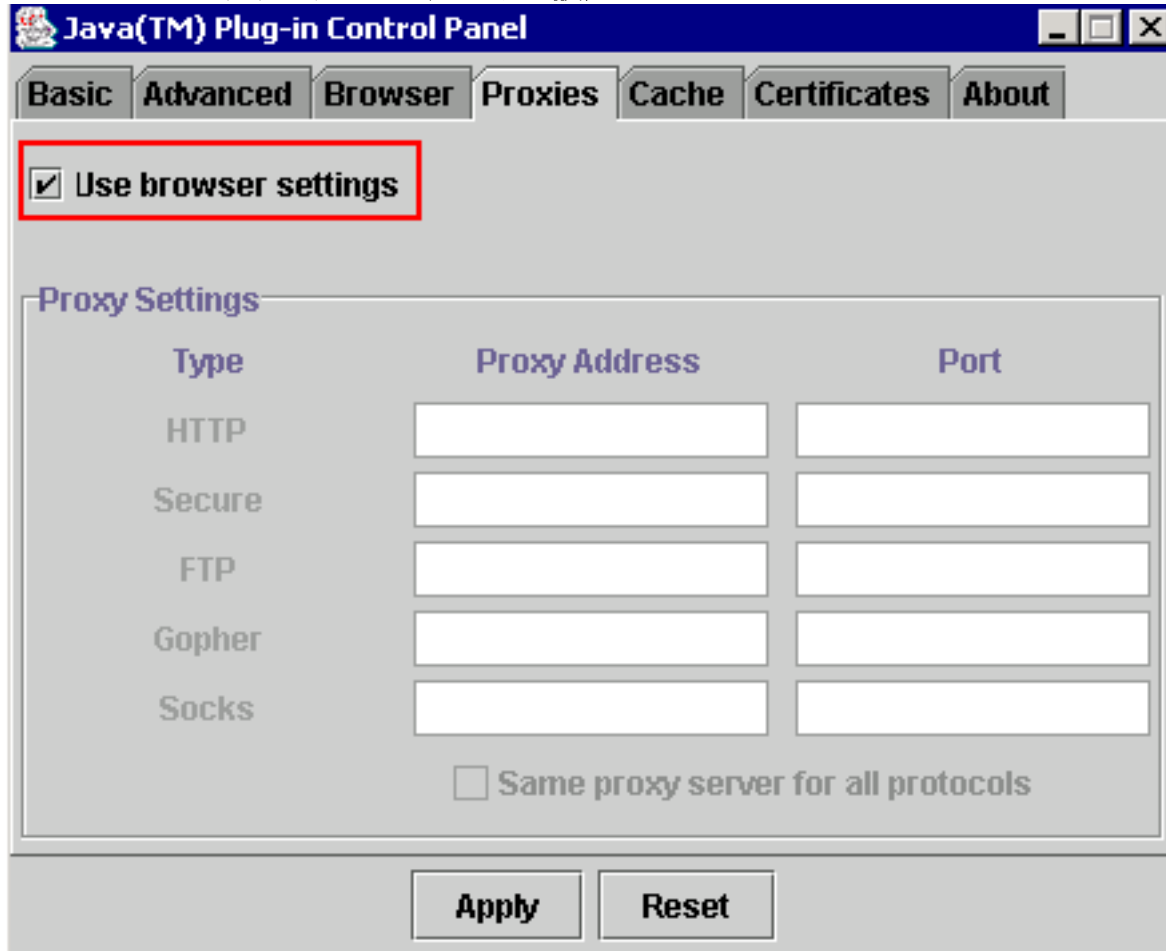 Java(TM) Plug-in Control Panel
Basic Advanced Browser Proxies Cache Certificates About
Use browser settings
Proxy Settings
Type Proxy Address Port
HTTP
Secure
FTP
Gopher
Socks
Same proxy server for all protocols
Apply Reset